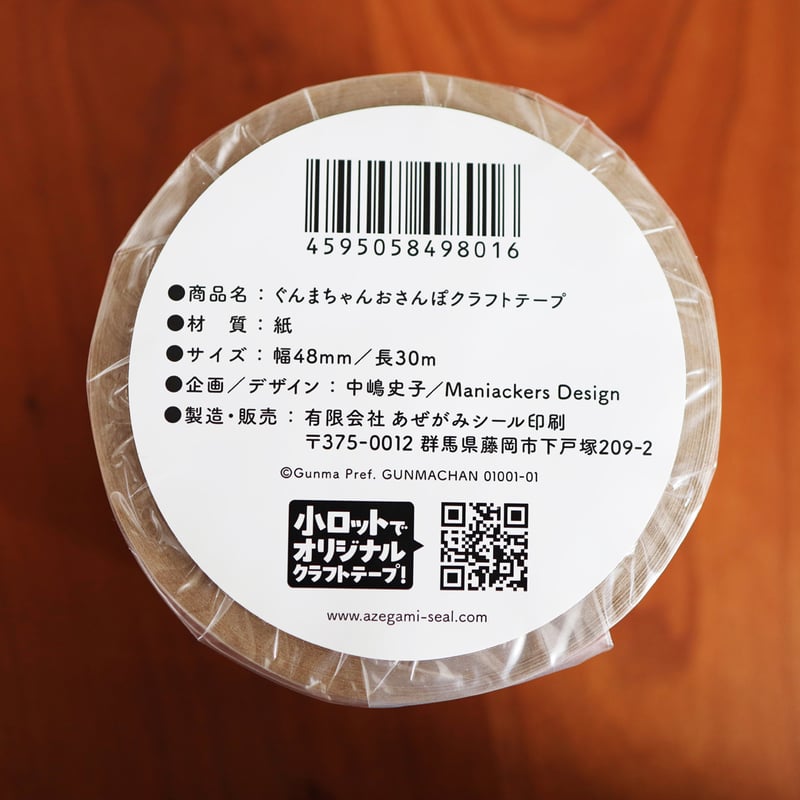 4595058498016
●商品名：ぐんまちゃんおさんぽクラフトテープ
●材　質：紙
●サイズ：幅48mm／長30m
●企画／デザイン：中嶋史子／Maniackers Design
●製造・販売：有限会社 あぜがみシール印刷
〒375-0012 群馬県藤岡市下戸塚209-2
©Gunma Pref. GUNMACHAN 01001-01
小ロットで
オリジナル
クラフトテープ！
www.azegami-seal.com